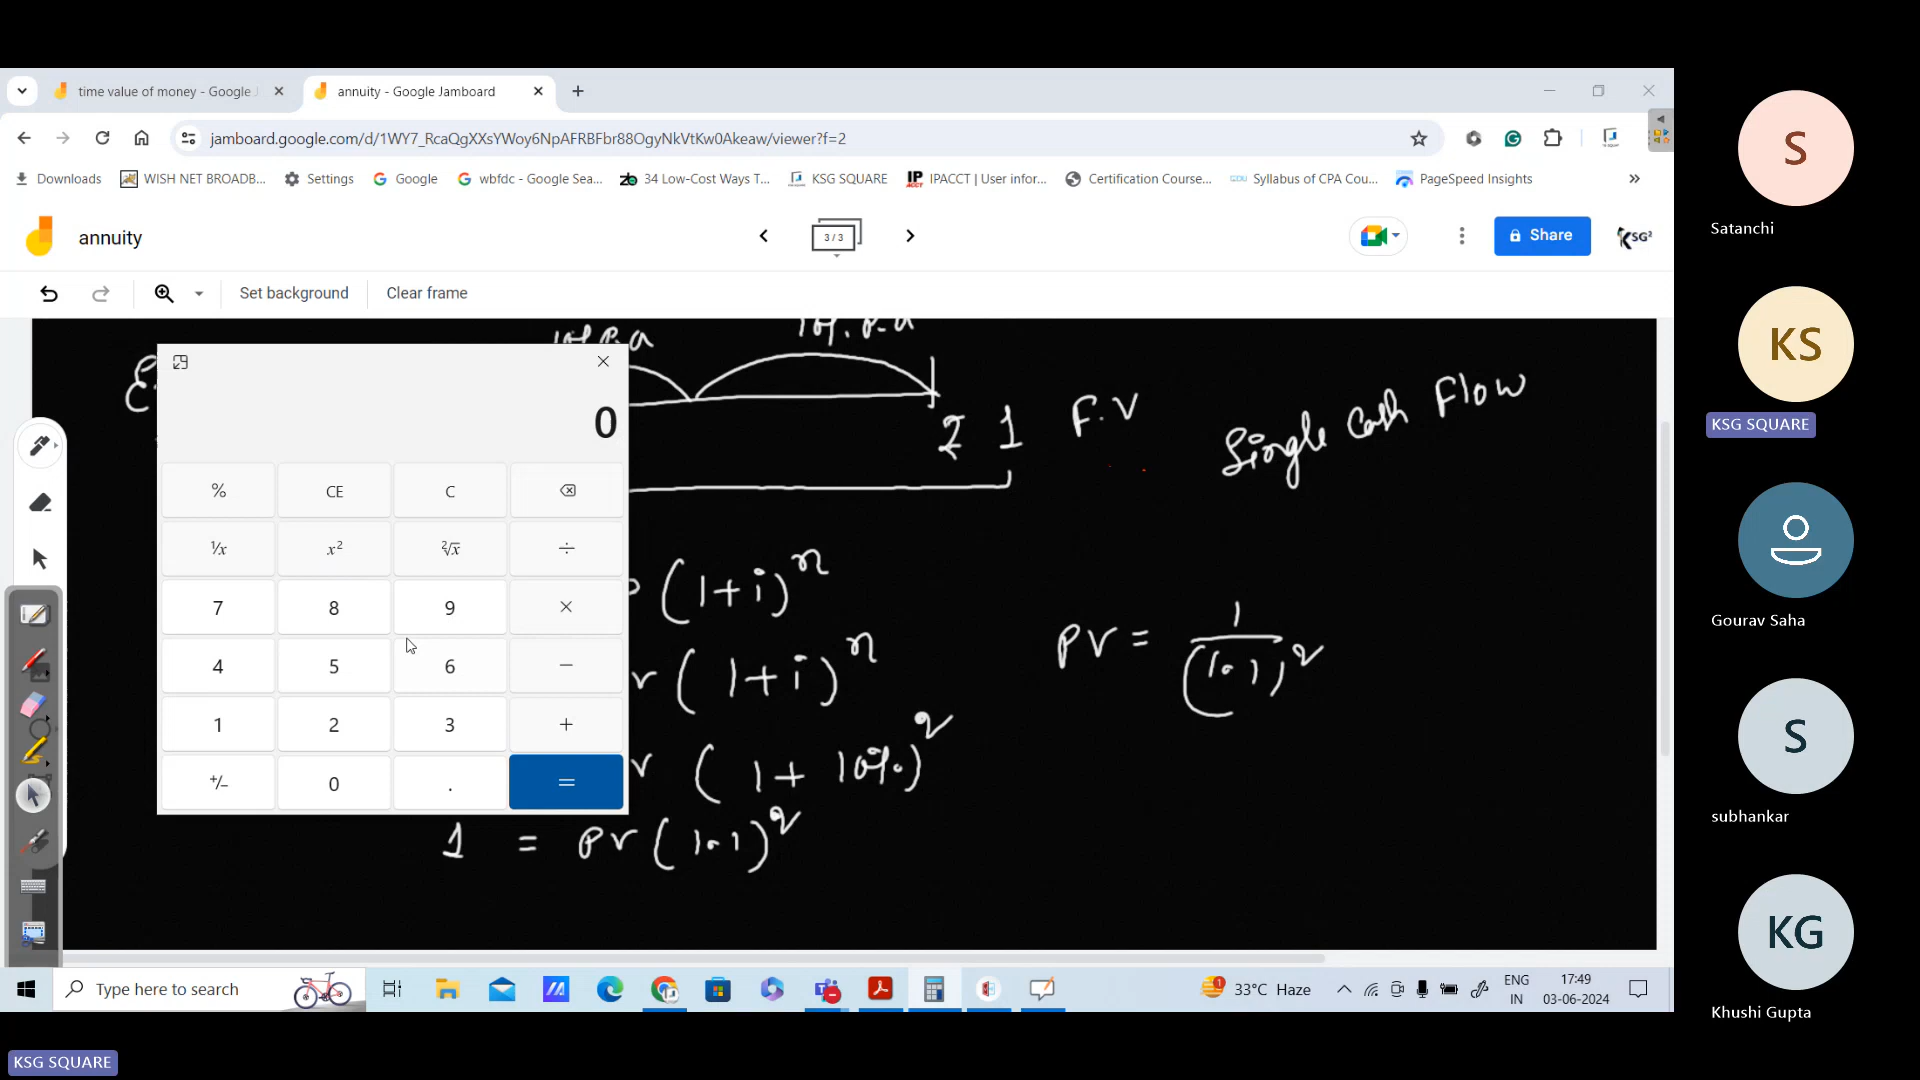 time value of money - Google J
annuity - Google Jamboard
jamboard.google.com/d/1WY7_RcaQgXXsYWoy6NpAFRBFbr88OgyNkVtKw0Akeaw/viewer?f=2
Downloads WISH NET BROADB... Settings Google wbfdc - Google Sea... 34 Low-Cost Ways T... KSG SQUARE IPACCT | User infor... Certification Course... Syllabus of CPA Cou... PageSpeed Insights
annuity
3 / 3
Share
KSG²
Set background Clear frame
10% P.a 10%. P.a
2 1 F.V Single Cash Flow
0
% CE C
¹/x x² ²√x ÷
7 8 9 ×
4 5 6 −
1 2 3 +
+/− 0 . =
(1+i)ⁿ
(1+i)ⁿ
(1+10%)²
1 = PV(1.1)²
PV = 1/(1.1)²
Type here to search
33°C Haze
ENG
IN
17:49
03-06-2024
S
Satanchi
KS
KSG SQUARE
Gourav Saha
S
subhankar
KG
Khushi Gupta
KSG SQUARE